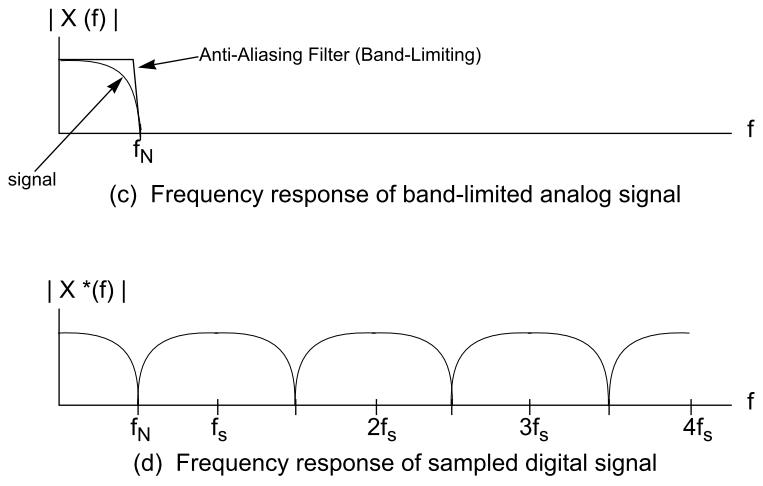 | X (f) |
Anti-Aliasing Filter (Band-Limiting)
f
fN
signal
(c) Frequency response of band-limited analog signal
| X *(f) |
f
fN fs 2fs 3fs 4fs
(d) Frequency response of sampled digital signal